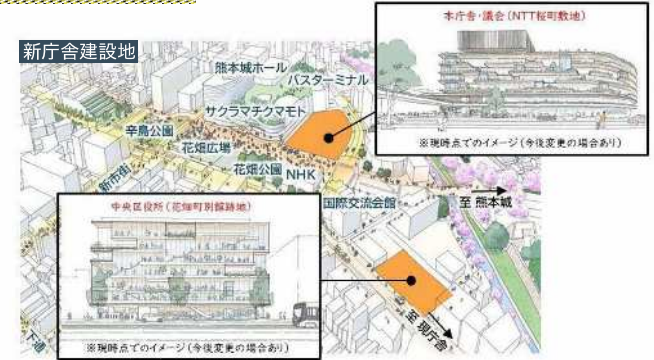 新庁舎建設地
本庁舎・議会(NTT桜町敷地)
※現時点でのイメージ(今後変更の場合あり)
熊本城ホール
バスターミナル
サクラマチクマモト
辛島公園
花畑広場
花畑公園
NHK
新市街
国際交流会館
至 熊本城
中央区役所(花畑町別館跡地)
※現時点でのイメージ(今後変更の場合あり)
至 現庁舎
下通